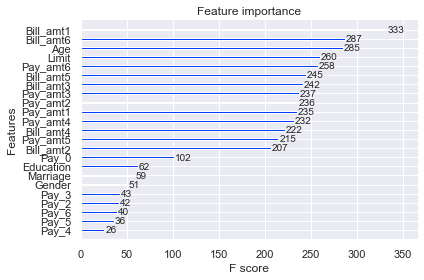 Feature importance
Bill_amt1 333
Bill_amt6 287
Age 285
Limit 260
Pay_amt6 258
Bill_amt5 245
Bill_amt3 242
Pay_amt3 237
Pay_amt2 236
Pay_amt1 235
Pay_amt4 232
Bill_amt4 222
Pay_amt5 215
Bill_amt2 207
Pay_0 102
Education 62
Marriage 59
Gender 51
Pay_3 43
Pay_2 42
Pay_6 40
Pay_5 36
Pay_4 26
Features
0 50 100 150 200 250 300 350
F score